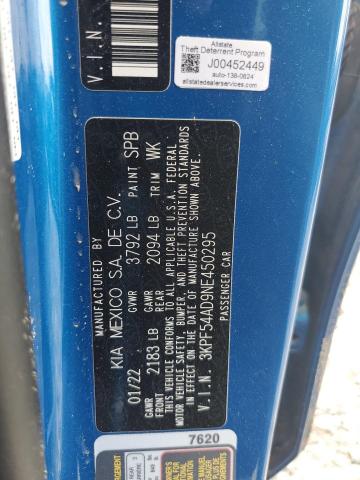 V.I.N.
Allstate
Theft Deterrent Program
J00452449
auto-138-0624
allstatedealerservices.com
MANUFACTURED BY
KIA MEXICO S.A. DE C.V.
01/22 GVWR 3792 LB PAINT SPB
GAWR FRONT 2183 LB GAWR REAR 2094 LB TRIM WK
THIS VEHICLE CONFORMS TO ALL APPLICABLE U.S.A. FEDERAL
MOTOR VEHICLE SAFETY, BUMPER, AND THEFT PREVENTION STANDARDS
IN EFFECT ON THE DATE OF MANUFACTURE SHOWN ABOVE.
V.I.N. 3KPF54AD9NE450295
PASSENGER CAR
7620
REAR